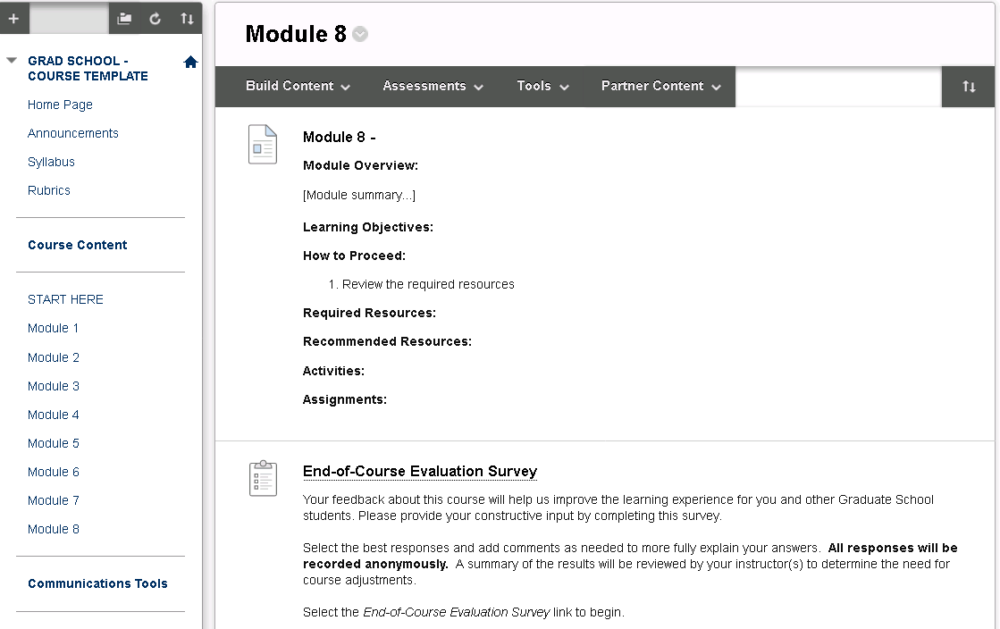 GRAD SCHOOL -
COURSE TEMPLATE
Home Page
Announcements
Syllabus
Rubrics
Course Content
START HERE
Module 1
Module 2
Module 3
Module 4
Module 5
Module 6
Module 7
Module 8
Communications Tools
Module 8
Build Content Assessments Tools Partner Content
Module 8 -
Module Overview:
[Module summary...]
Learning Objectives:
How to Proceed:
1. Review the required resources
Required Resources:
Recommended Resources:
Activities:
Assignments:
End-of-Course Evaluation Survey
Your feedback about this course will help us improve the learning experience for you and other Graduate School
students. Please provide your constructive input by completing this survey.
Select the best responses and add comments as needed to more fully explain your answers. All responses will be
recorded anonymously. A summary of the results will be reviewed by your instructor(s) to determine the need for
course adjustments.
Select the End-of-Course Evaluation Survey link to begin.